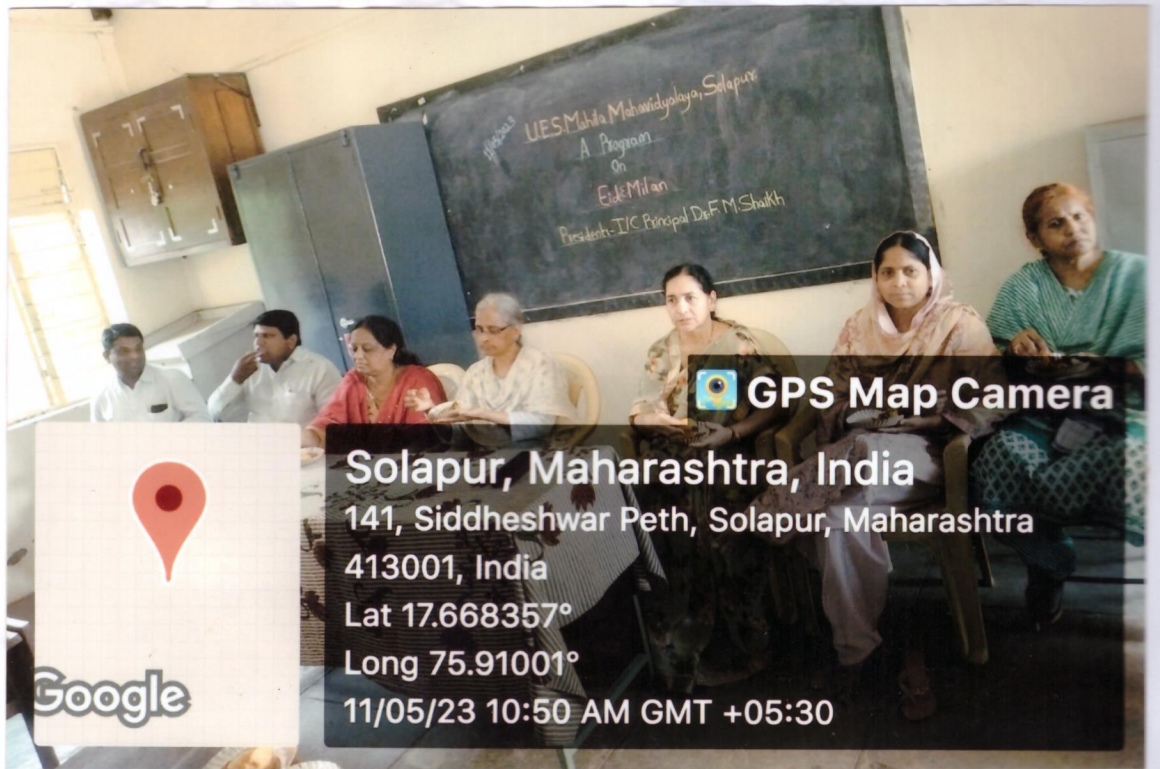 U.E.S. Mahila Mahavidyalaya, Solapur
A Program
On
Eid-Milan
President:- I/C Principal Dr. F. M. Shaikh
GPS Map Camera
Solapur, Maharashtra, India
141, Siddheshwar Peth, Solapur, Maharashtra
413001, India
Lat 17.668357°
Long 75.91001°
11/05/23 10:50 AM GMT +05:30
Google